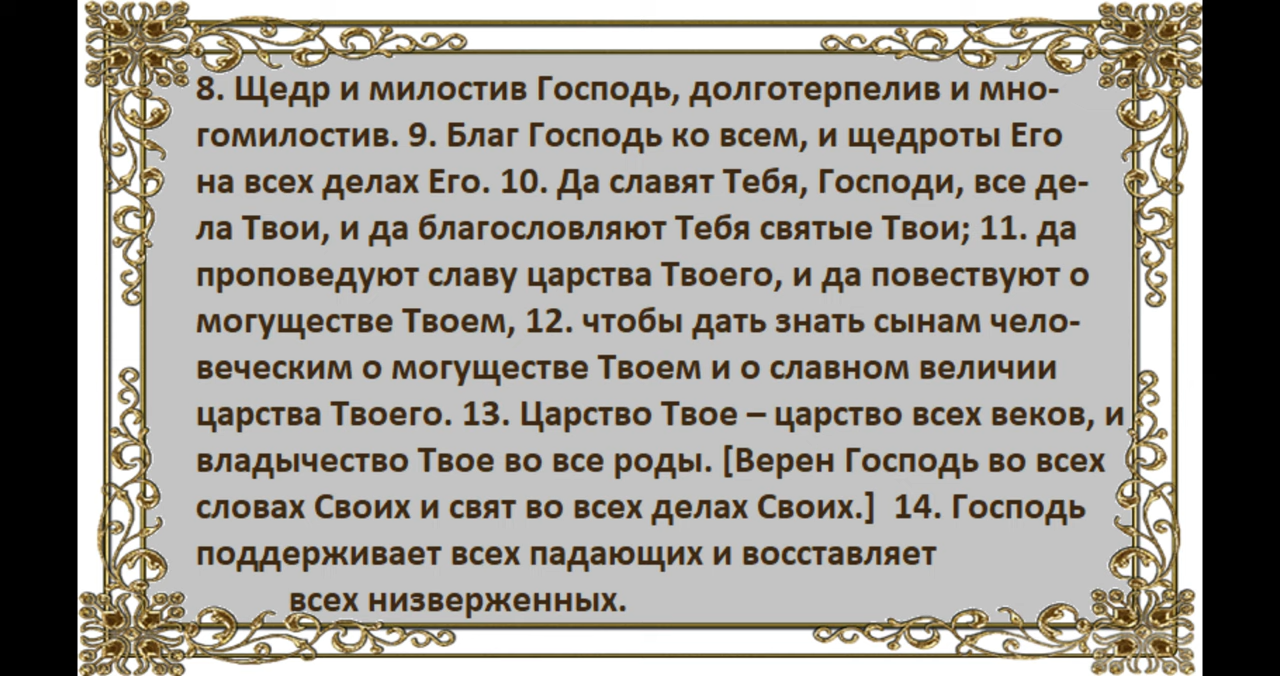 8. Щедр и милостив Господь, долготерпелив и мно-
гомилостив. 9. Благ Господь ко всем, и щедроты Его
на всех делах Его. 10. Да славят Тебя, Господи, все де-
ла Твои, и да благословляют Тебя святые Твои; 11. да
проповедуют славу царства Твоего, и да повествуют о
могуществе Твоем, 12. чтобы дать знать сынам чело-
веческим о могуществе Твоем и о славном величии
царства Твоего. 13. Царство Твое – царство всех веков, и
владычество Твое во все роды. [Верен Господь во всех
словах Своих и свят во всех делах Своих.] 14. Господь
поддерживает всех падающих и восставляет
всех низверженных.